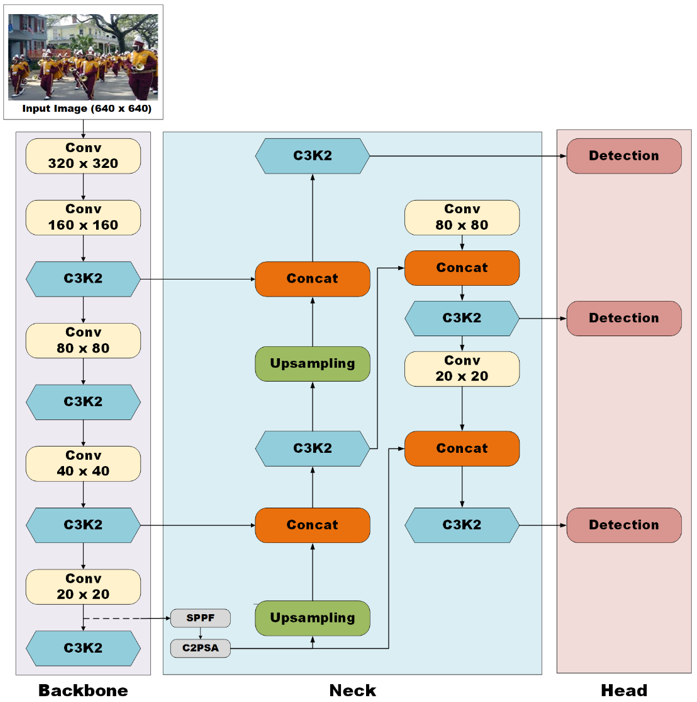 Input Image (640 x 640)
Conv
320 x 320
Conv
160 x 160
C3K2
Conv
80 x 80
C3K2
Conv
40 x 40
C3K2
Conv
20 x 20
C3K2
Backbone
C3K2
Concat
Upsampling
C3K2
Concat
Upsampling
SPPF
C2PSA
Conv
80 x 80
Concat
C3K2
Conv
20 x 20
Concat
C3K2
Neck
Detection
Detection
Detection
Head